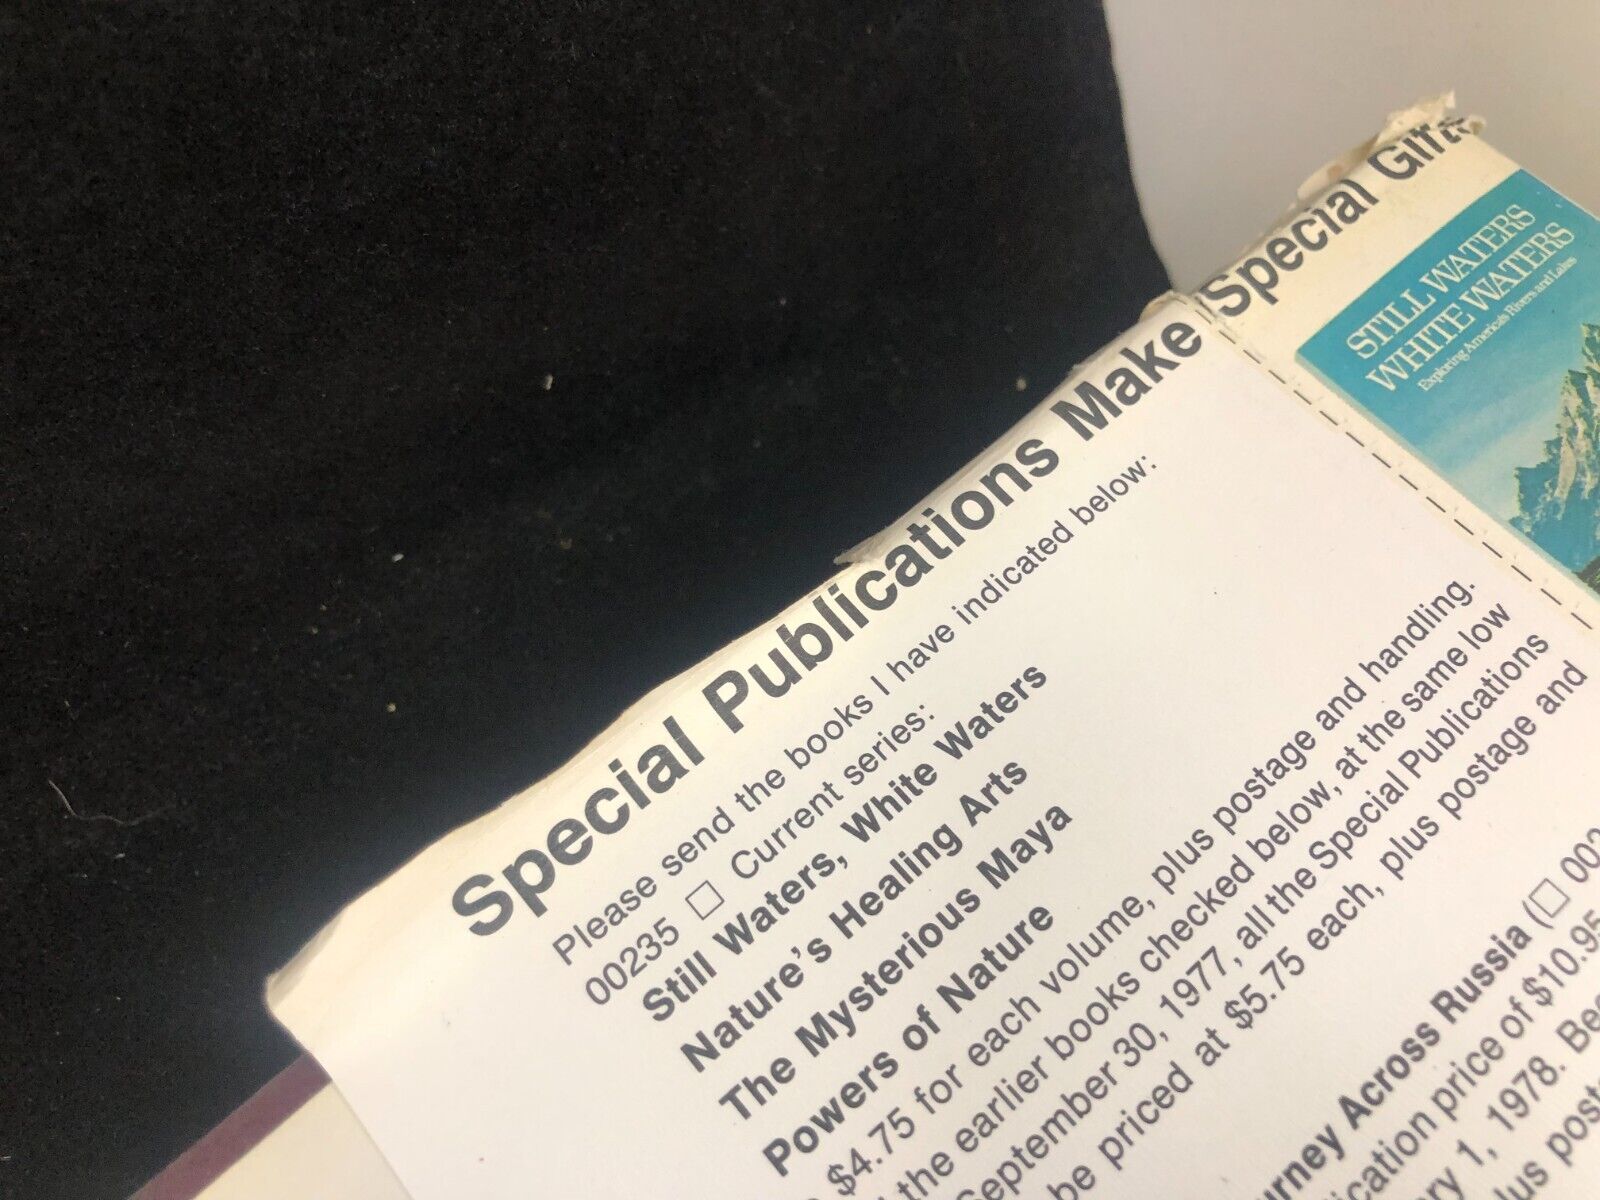 Special Publications Make Special Gifts
Please send the books I have indicated below:
00235 □ Current series:
Still Waters, White Waters
Nature's Healing Arts
The Mysterious Maya
Powers of Nature
$4.75 for each volume, plus postage and handling.
the earlier books checked below, at the same low
September 30, 1977, all the Special Publications
be priced at $5.75 each, plus postage and
Across Russia (□
price of $10.95
1, 1978.
STILL WATERS
WHITE WATERS
Exploring America's Rivers and Lakes